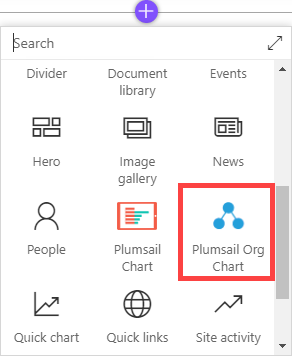 Search
Divider
Document
library
Events
Hero
Image
gallery
News
People
Plumsail
Chart
Plumsail Org
Chart
Quick chart
Quick links
Site activity